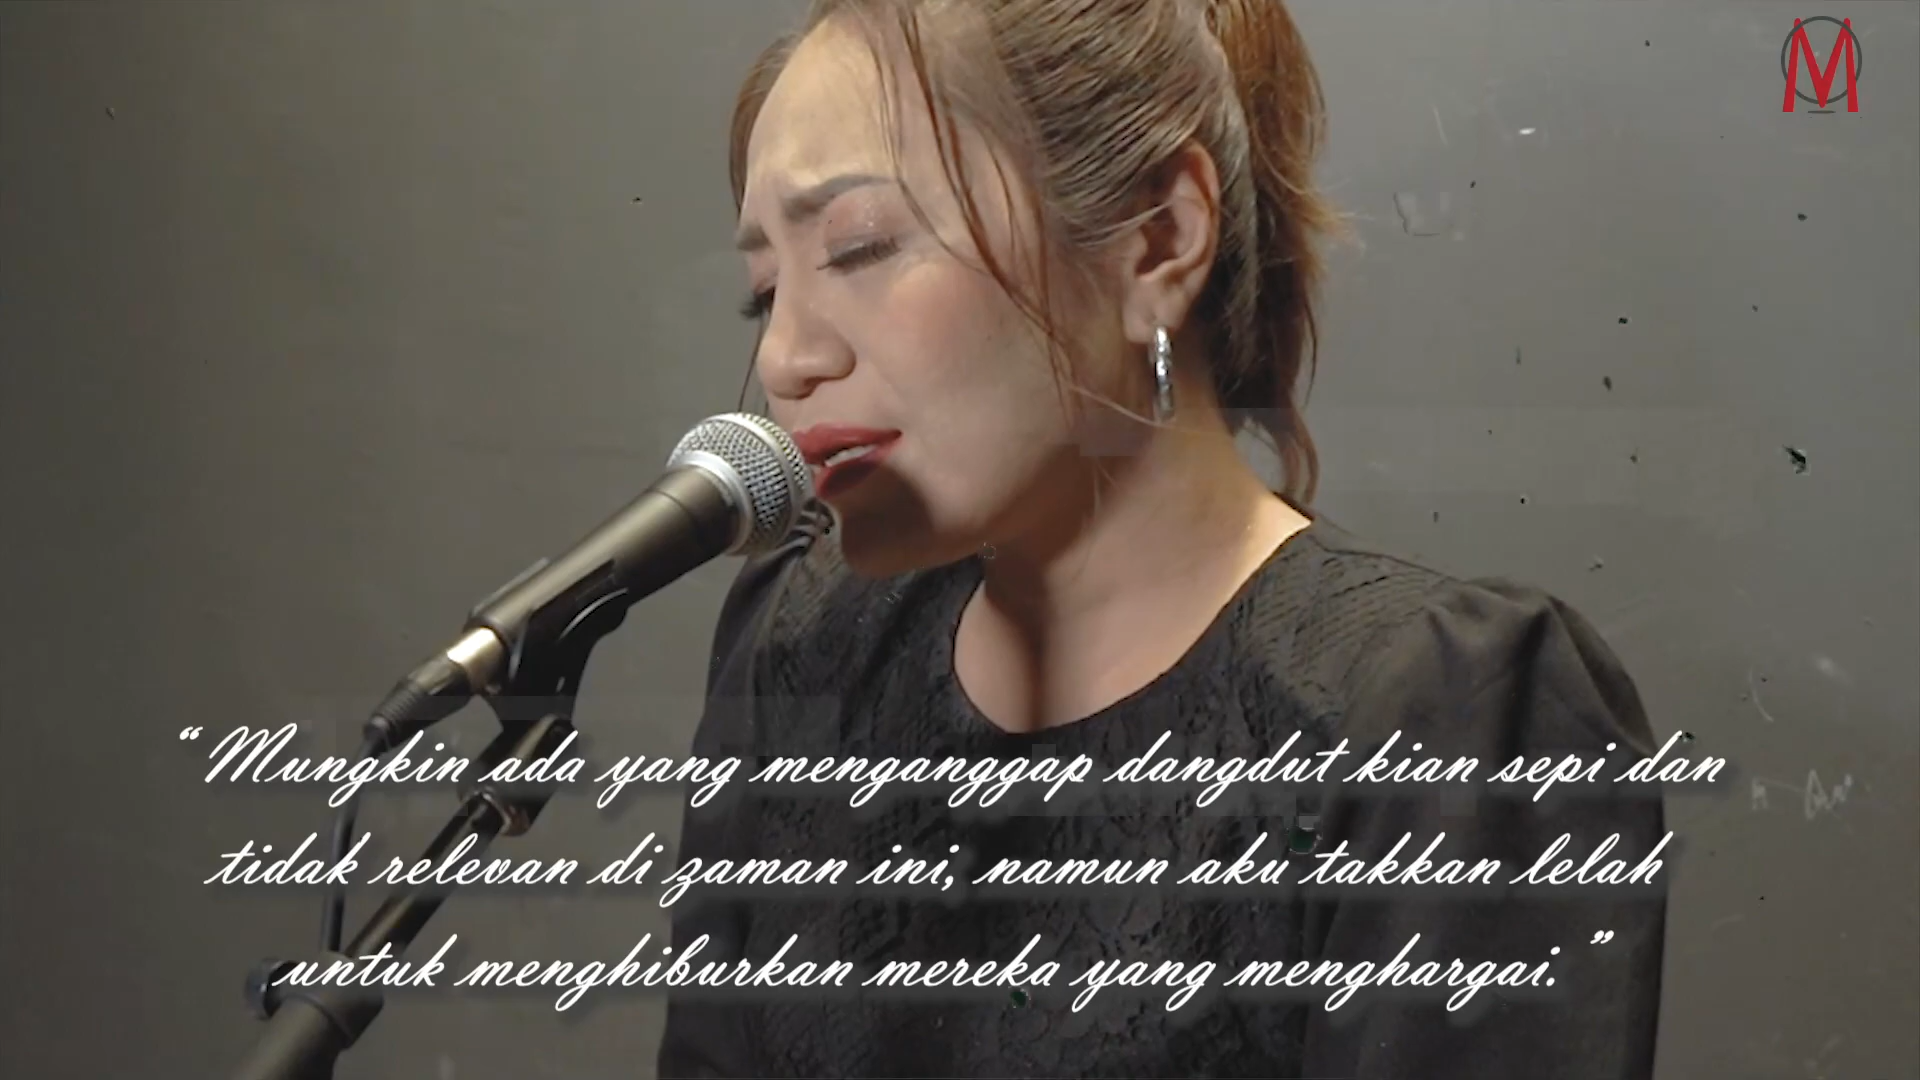 M
“Mungkin ada yang menganggap dangdut kian sepi dan
tidak relevan di zaman ini, namun aku takkan lelah
untuk menghiburkan mereka yang menghargai.”